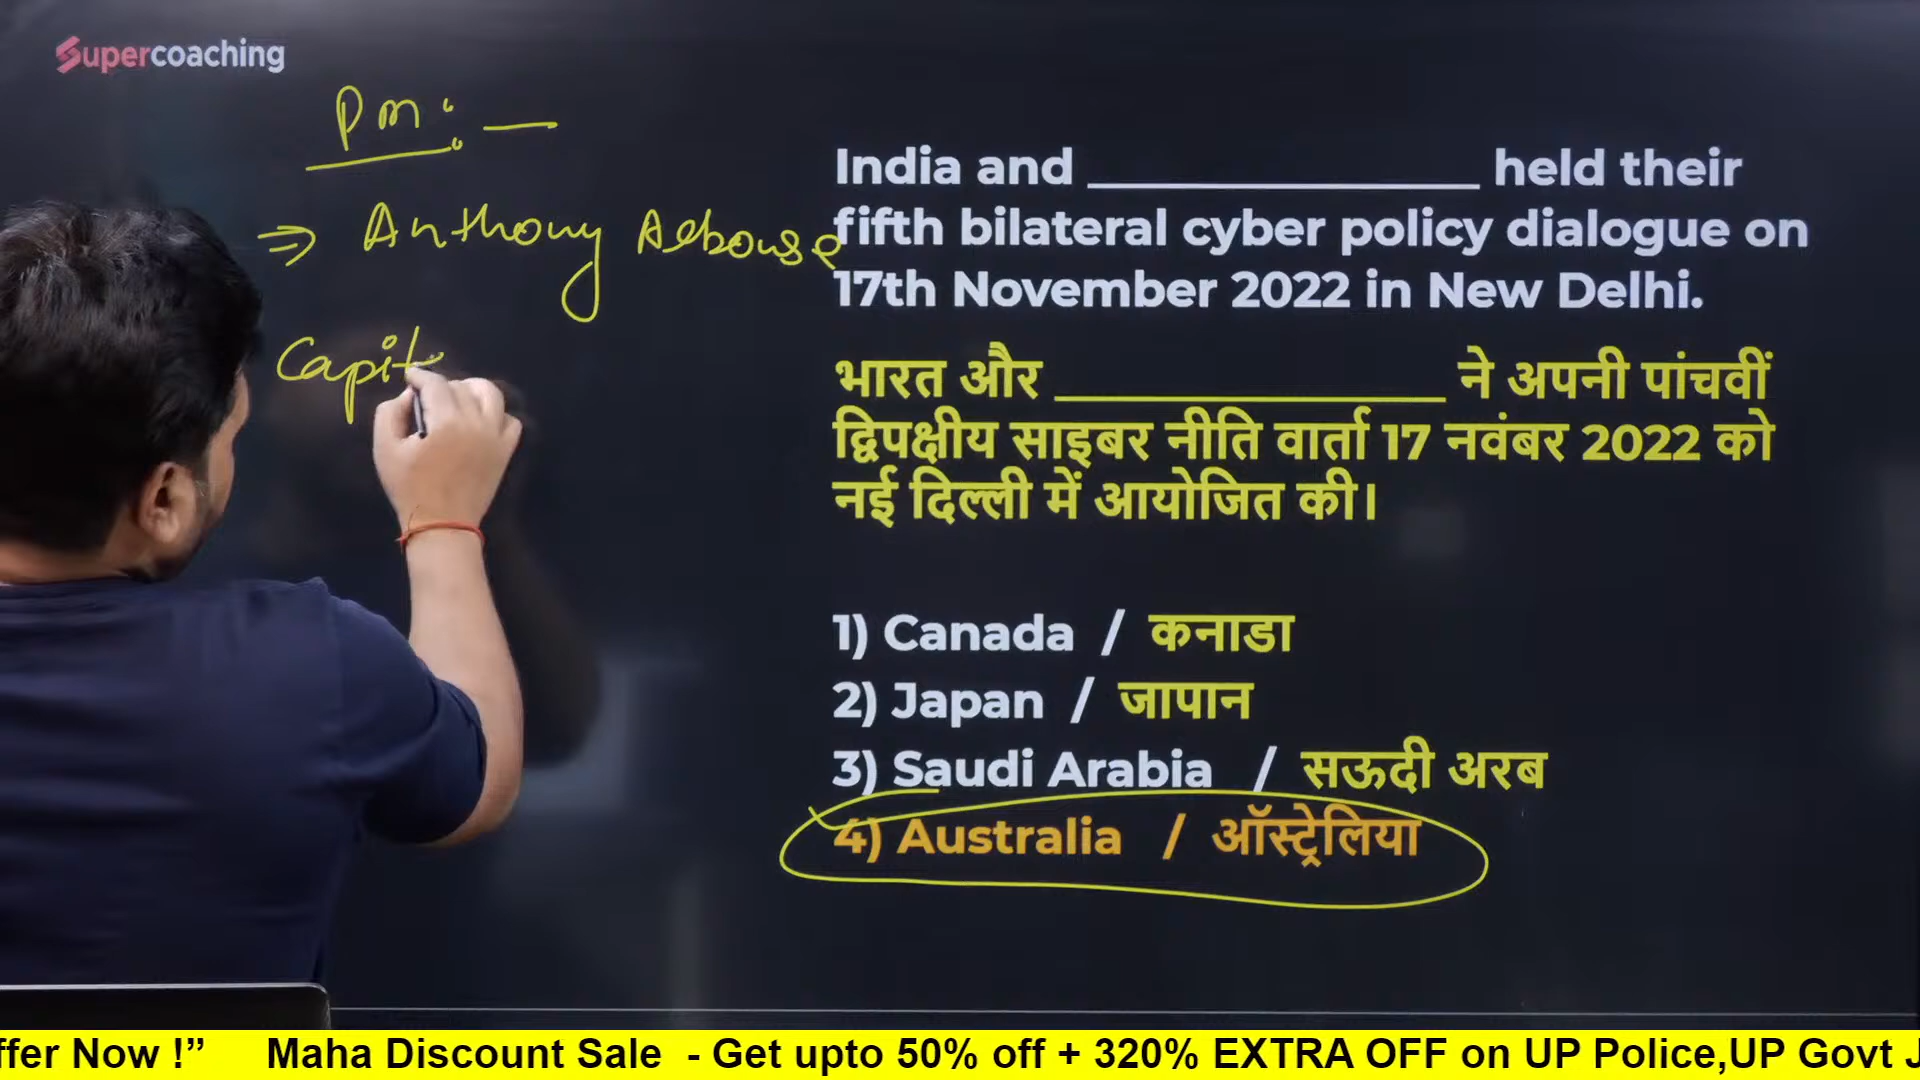 Supercoaching
PM: —
⇒ Anthony Albouse
Capit
India and ______________ held their
fifth bilateral cyber policy dialogue on
17th November 2022 in New Delhi.
भारत और ______________ ने अपनी पांचवीं
द्विपक्षीय साइबर नीति वार्ता 17 नवंबर 2022 को
नई दिल्ली में आयोजित की।
1) Canada / कनाडा
2) Japan / जापान
3) Saudi Arabia / सऊदी अरब
4) Australia / ऑस्ट्रेलिया
ffer Now !” Maha Discount Sale - Get upto 50% off + 320% EXTRA OFF on UP Police,UP Govt J